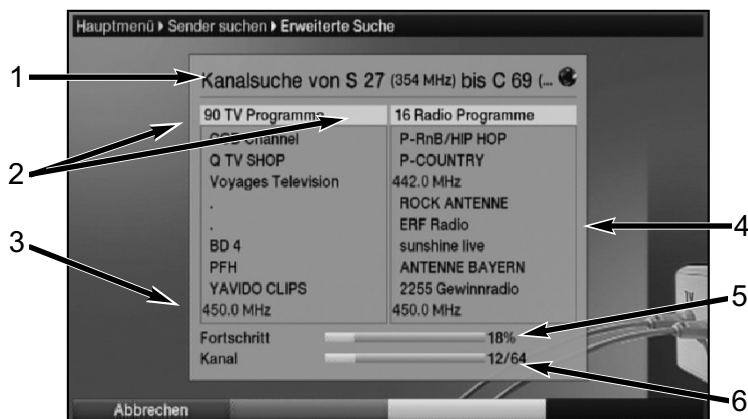 Hauptmenü Sender suchen Erweiterte Suche
1
Kanalsuche von S 27 (354 MHz) bis C 69 (...
90 TV Programme
Channel
Q TV SHOP
Voyages Television
.
.
BD 4
PFH
YAVIDO CLIPS
450.0 MHz
16 Radio Programme
P-RnB/HIP HOP
P-COUNTRY
442.0 MHz
ROCK ANTENNE
ERF Radio
sunshine live
ANTENNE BAYERN
2255 Gewinnradio
450.0 MHz
2
3
4
Fortschritt 18%
5
Kanal 12/64
6
TV
Abbrechen